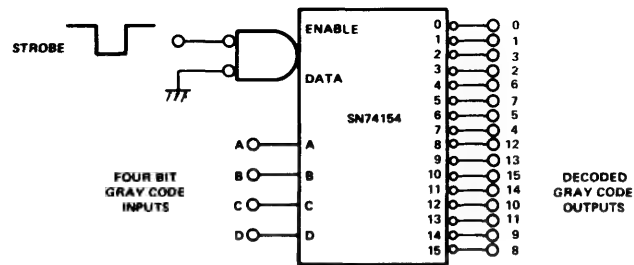 STROBE
ENABLE
DATA
SN74154
0 0
1 1
2 3
3 2
4 6
5 7
6 5
7 4
8 12
9 13
10 15
11 14
12 10
13 11
14 9
15 8
A A
B B
C C
D D
FOUR BIT
GRAY CODE
INPUTS
DECODED
GRAY CODE
OUTPUTS